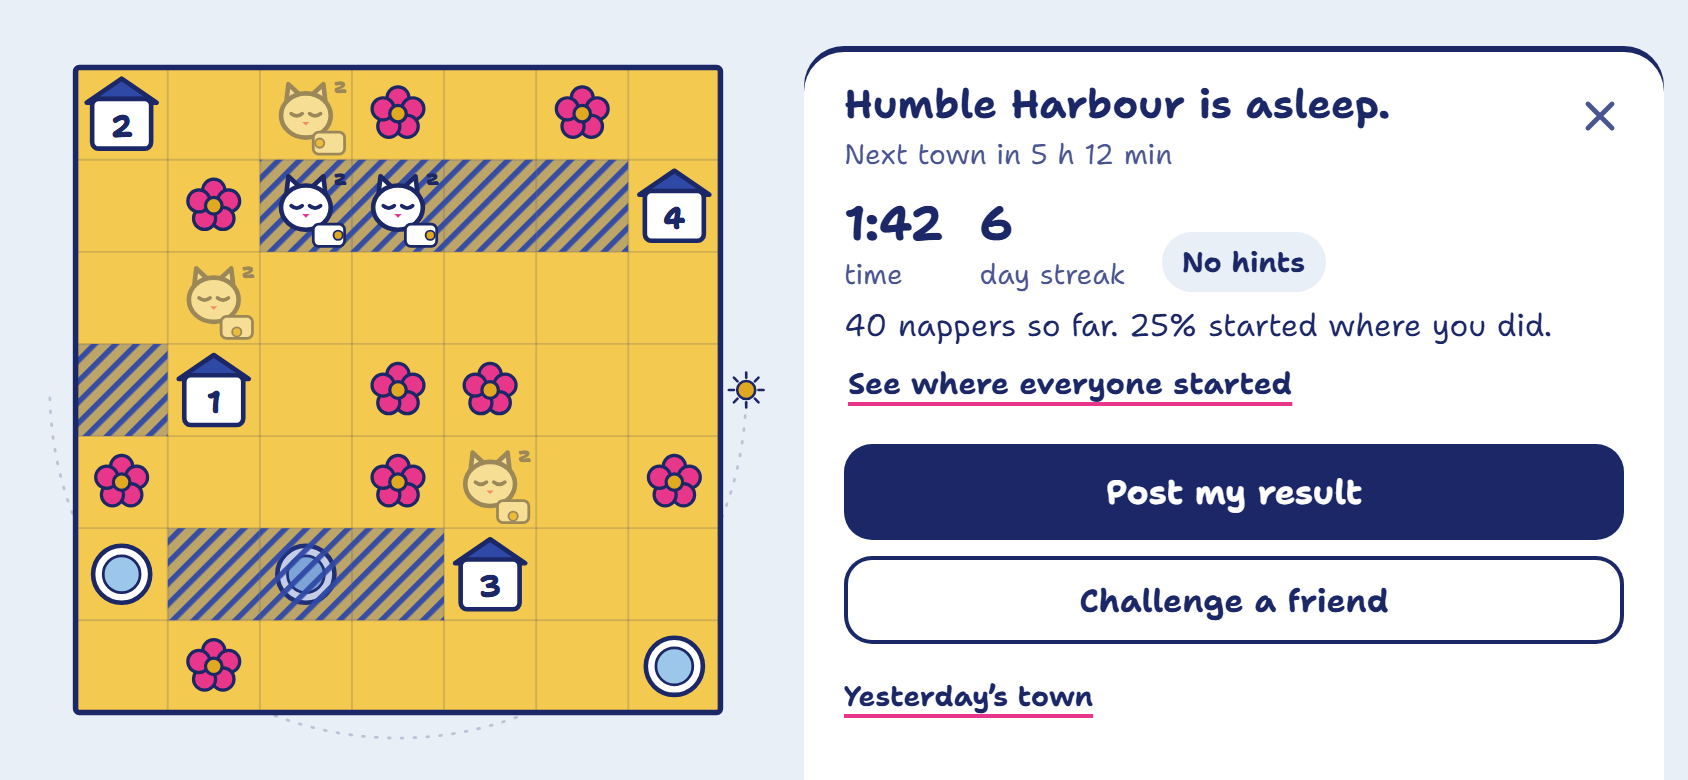 2
z
z
z
4
z
1
z
3
Humble Harbour is asleep.
Next town in 5 h 12 min
1:42 6
time day streak No hints
40 nappers so far. 25% started where you did.
See where everyone started
Post my result
Challenge a friend
Yesterday's town